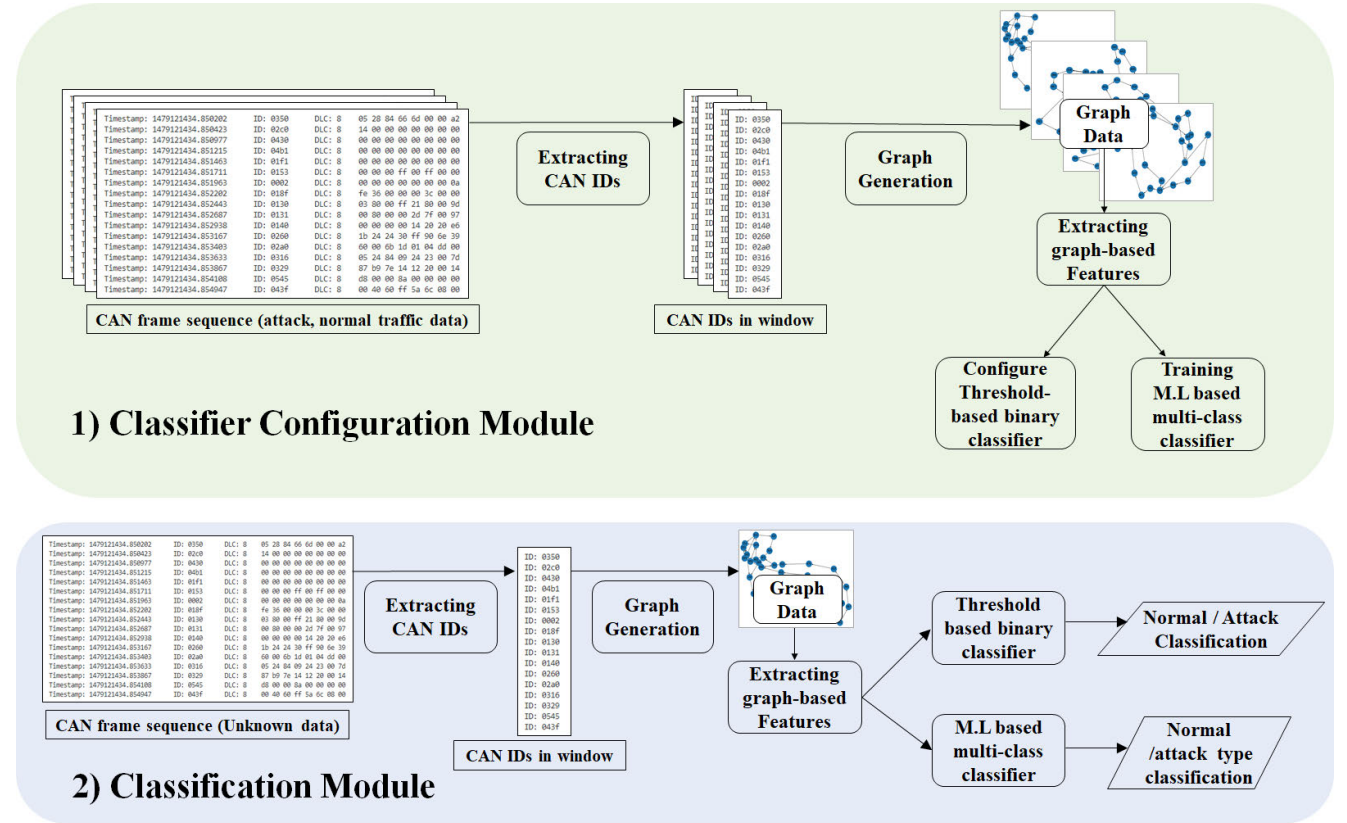 Timestamp: 1479121434.850202 ID: 0350 DLC: 8 05 28 84 66 6d 00 00 a2
Timestamp: 1479121434.850423 ID: 02c0 DLC: 8 14 00 00 00 00 00 00 00
Timestamp: 1479121434.850977 ID: 0430 DLC: 8 00 00 00 00 00 00 00 00
Timestamp: 1479121434.851215 ID: 04b1 DLC: 8 00 00 00 00 00 00 00 00
Timestamp: 1479121434.851463 ID: 01f1 DLC: 8 00 00 00 00 00 00 00 00
Timestamp: 1479121434.851711 ID: 0153 DLC: 8 00 00 00 ff 00 ff 00 00
Timestamp: 1479121434.851963 ID: 0002 DLC: 8 00 00 00 00 00 00 00 0a
Timestamp: 1479121434.852202 ID: 018f DLC: 8 fe 36 00 00 00 3c 00 00
Timestamp: 1479121434.852443 ID: 0130 DLC: 8 03 80 00 ff 21 80 00 9d
Timestamp: 1479121434.852687 ID: 0131 DLC: 8 00 80 00 00 2d 7f 00 97
Timestamp: 1479121434.852938 ID: 0140 DLC: 8 00 00 00 00 14 20 20 e6
Timestamp: 1479121434.853167 ID: 0260 DLC: 8 1b 24 24 30 ff 90 6e 39
Timestamp: 1479121434.853403 ID: 02a0 DLC: 8 60 00 6b 1d 01 04 dd 00
Timestamp: 1479121434.853633 ID: 0316 DLC: 8 05 24 84 09 24 23 00 7d
Timestamp: 1479121434.853867 ID: 0329 DLC: 8 87 b9 7e 14 12 20 00 14
Timestamp: 1479121434.854108 ID: 0545 DLC: 8 d8 00 00 8a 00 00 00 00
Timestamp: 1479121434.854947 ID: 043f DLC: 8 00 40 60 ff 5a 6c 08 00
CAN frame sequence (attack, normal traffic data)
Extracting
CAN IDs
ID: 0350
ID: 02c0
ID: 0430
ID: 04b1
ID: 01f1
ID: 0153
ID: 0002
ID: 018f
ID: 0130
ID: 0131
ID: 0140
ID: 0260
ID: 02a0
ID: 0316
ID: 0329
ID: 0545
ID: 043f
CAN IDs in window
Graph
Generation
Graph
Data
Extracting
graph-based
Features
Configure
Threshold-
based binary
classifier
Training
M.L based
multi-class
classifier
1) Classifier Configuration Module
Timestamp: 1479121434.850202 ID: 0350 DLC: 8 05 28 84 66 6d 00 00 a2
Timestamp: 1479121434.850423 ID: 02c0 DLC: 8 14 00 00 00 00 00 00 00
Timestamp: 1479121434.850977 ID: 0430 DLC: 8 00 00 00 00 00 00 00 00
Timestamp: 1479121434.851215 ID: 04b1 DLC: 8 00 00 00 00 00 00 00 00
Timestamp: 1479121434.851463 ID: 01f1 DLC: 8 00 00 00 00 00 00 00 00
Timestamp: 1479121434.851711 ID: 0153 DLC: 8 00 00 00 ff 00 ff 00 00
Timestamp: 1479121434.851963 ID: 0002 DLC: 8 00 00 00 00 00 00 00 0a
Timestamp: 1479121434.852202 ID: 018f DLC: 8 fe 36 00 00 00 3c 00 00
Timestamp: 1479121434.852443 ID: 0130 DLC: 8 03 80 00 ff 21 80 00 9d
Timestamp: 1479121434.852687 ID: 0131 DLC: 8 00 80 00 00 2d 7f 00 97
Timestamp: 1479121434.852938 ID: 0140 DLC: 8 00 00 00 00 14 20 20 e6
Timestamp: 1479121434.853167 ID: 0260 DLC: 8 1b 24 24 30 ff 90 6e 39
Timestamp: 1479121434.853403 ID: 02a0 DLC: 8 60 00 6b 1d 01 04 dd 00
Timestamp: 1479121434.853633 ID: 0316 DLC: 8 05 24 84 09 24 23 00 7d
Timestamp: 1479121434.853867 ID: 0329 DLC: 8 87 b9 7e 14 12 20 00 14
Timestamp: 1479121434.854108 ID: 0545 DLC: 8 d8 00 00 8a 00 00 00 00
Timestamp: 1479121434.854947 ID: 043f DLC: 8 00 40 60 ff 5a 6c 08 00
CAN frame sequence (Unknown data)
Extracting
CAN IDs
ID: 0350
ID: 02c0
ID: 0430
ID: 04b1
ID: 01f1
ID: 0153
ID: 0002
ID: 018f
ID: 0130
ID: 0131
ID: 0140
ID: 0260
ID: 02a0
ID: 0316
ID: 0329
ID: 0545
ID: 043f
CAN IDs in window
Graph
Generation
Graph
Data
Extracting
graph-based
Features
Threshold
based binary
classifier
Normal / Attack
Classification
M.L based
multi-class
classifier
Normal
/attack type
classification
2) Classification Module